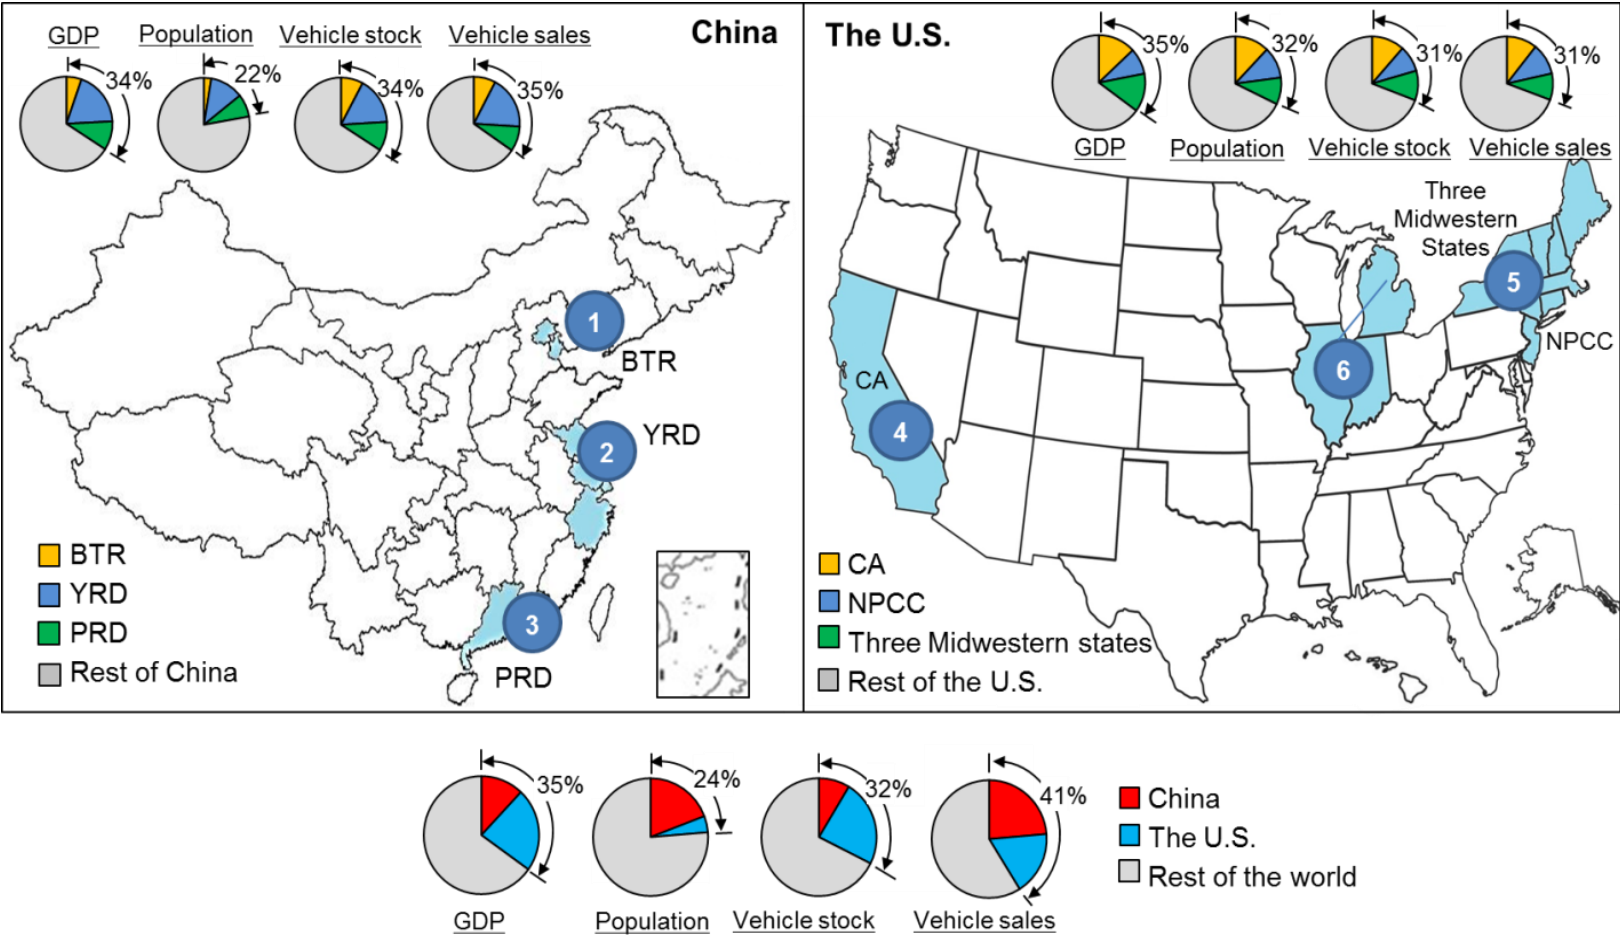 GDP
Population
Vehicle stock
Vehicle sales
China
34%
22%
34%
35%
1
BTR
2
YRD
3
PRD
BTR
YRD
PRD
Rest of China
The U.S.
35%
32%
31%
31%
GDP
Population
Vehicle stock
Vehicle sales
Three
Midwestern
States
5
NPCC
6
CA
4
CA
NPCC
Three Midwestern states
Rest of the U.S.
35%
24%
32%
41%
GDP
Population
Vehicle stock
Vehicle sales
China
The U.S.
Rest of the world